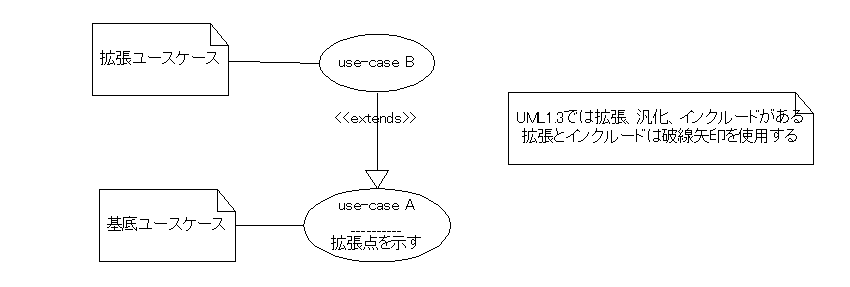 拡張ユースケース
use-case B
<<extends>>
UML1.3では拡張、汎化、インクルードがある
拡張とインクルードは破線矢印を使用する
基底ユースケース
use-case A
----------
拡張点を示す